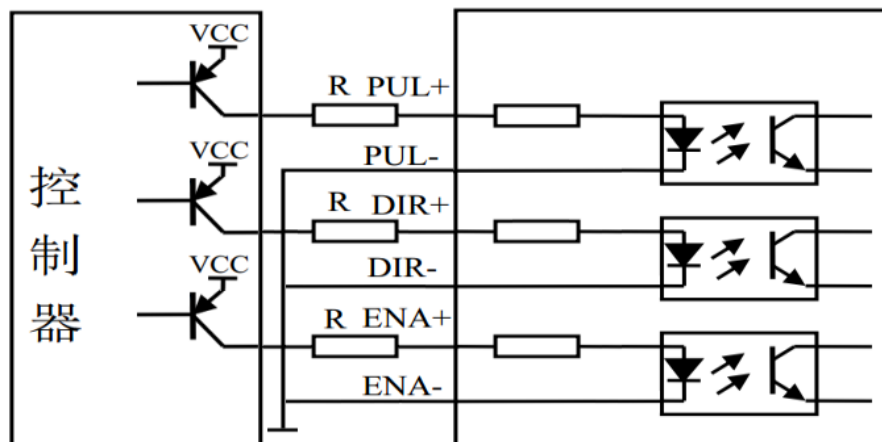 VCC
R PUL+
PUL-
VCC
R DIR+
DIR-
VCC
R ENA+
ENA-
控
制
器